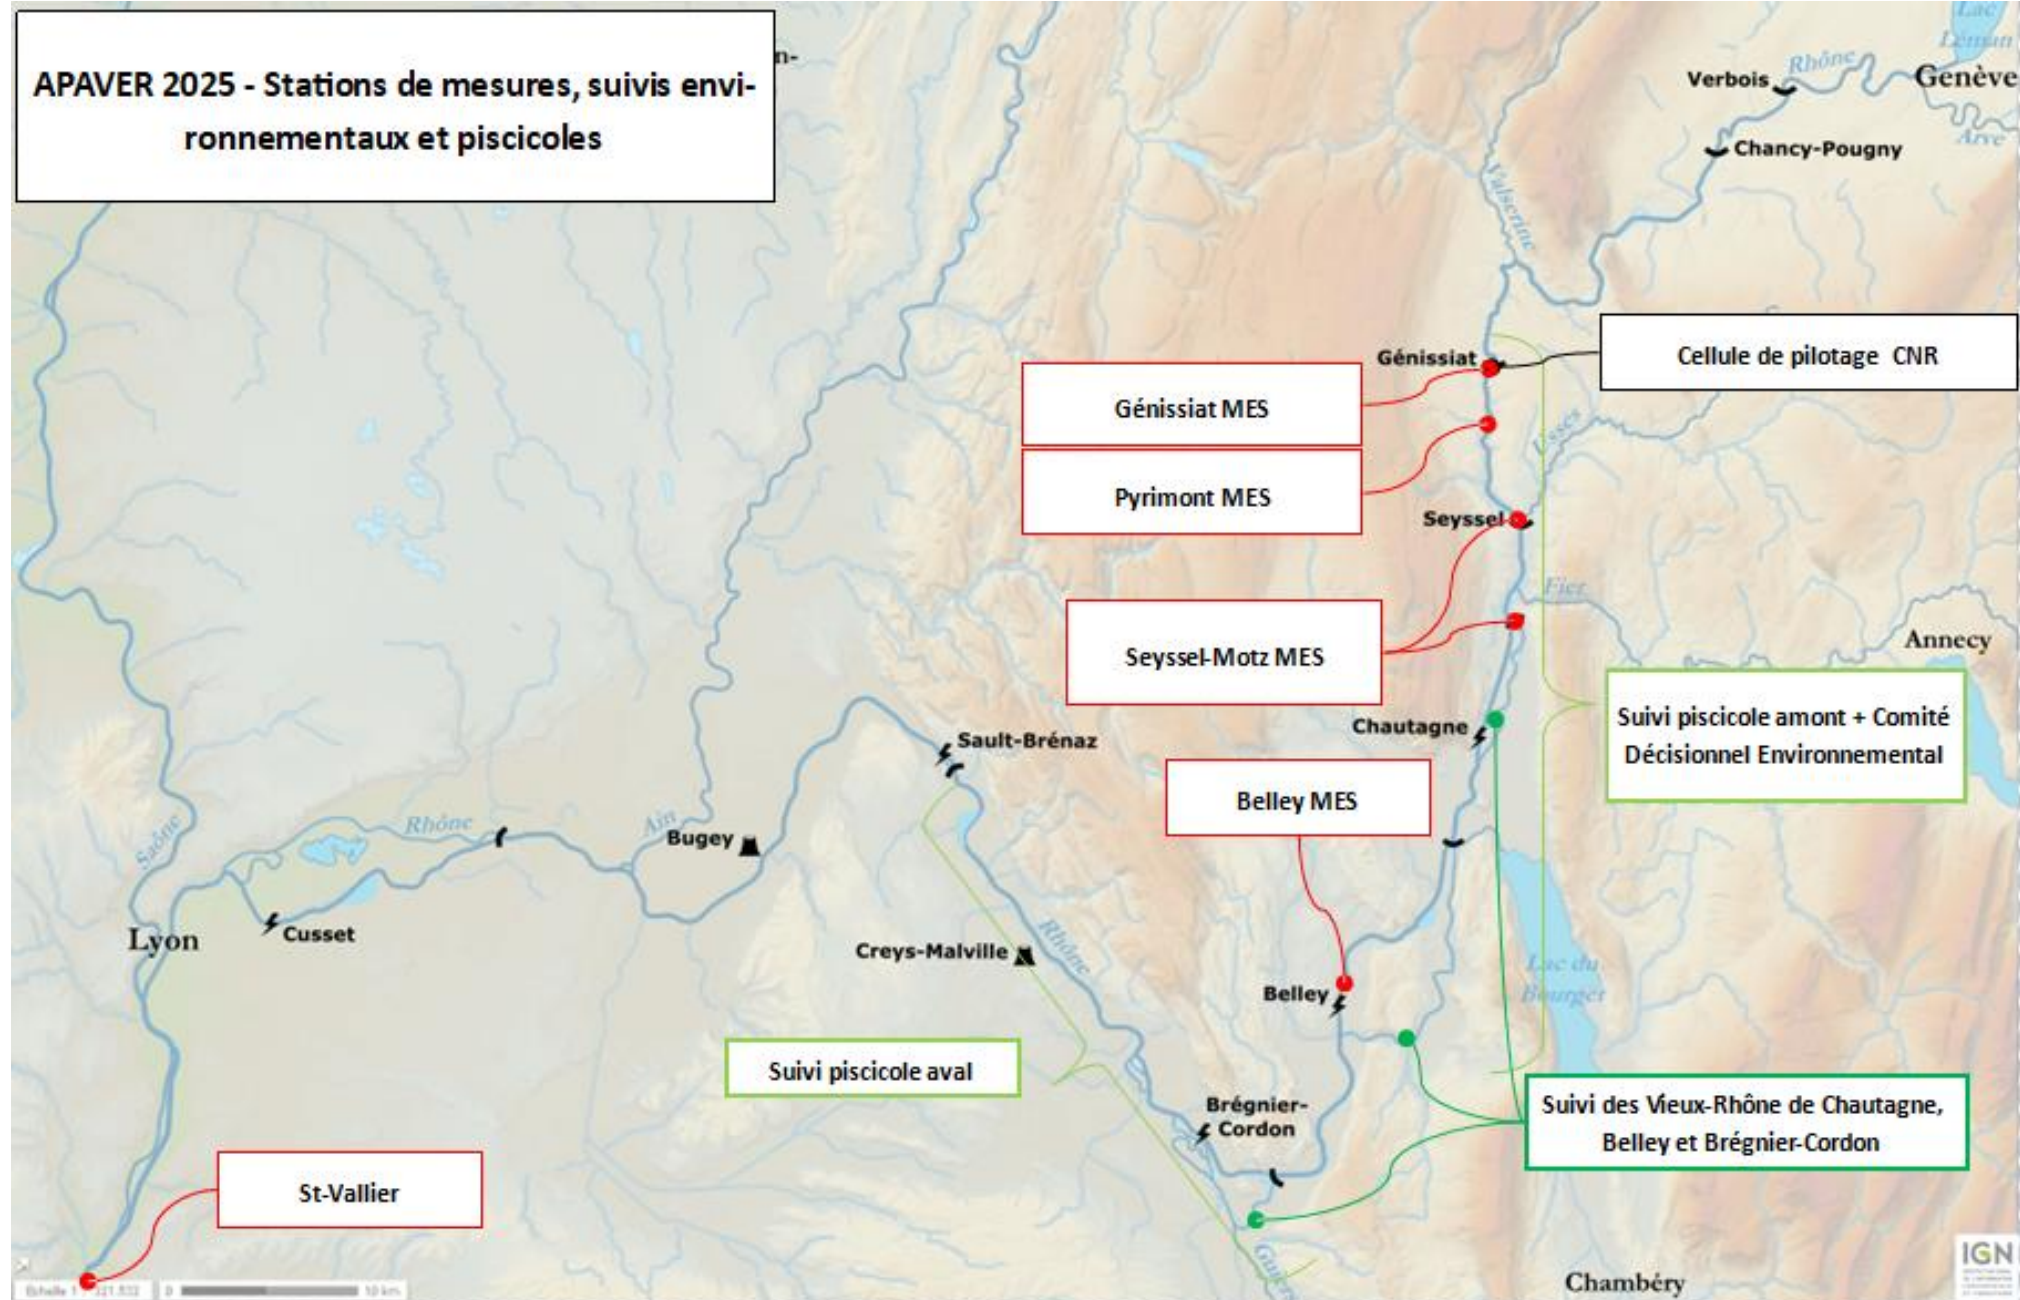 APAVER 2025 - Stations de mesures, suivis envi-
ronnementaux et piscicoles
n-
Lac
Léman
Rhône
Genève
Verbois
Arve
Chancy-Pougny
Valserine
Cellule de pilotage CNR
Génissiat
Génissiat MES
Usses
Pyrimont MES
Seyssel
Fier
Annecy
Seyssel-Motz MES
Suivi piscicole amont + Comité
Décisionnel Environnemental
Chautagne
Sault-Brénaz
Belley MES
Saône
Rhône
Ain
Bugey
Lyon
Cusset
Creys-Malville
Rhône
Lac du
Bourget
Belley
Suivi piscicole aval
Brégnier-
Cordon
Suivi des Vieux-Rhône de Chautagne,
Belley et Brégnier-Cordon
St-Vallier
Guiers
IGN
Chambéry
0
10 km